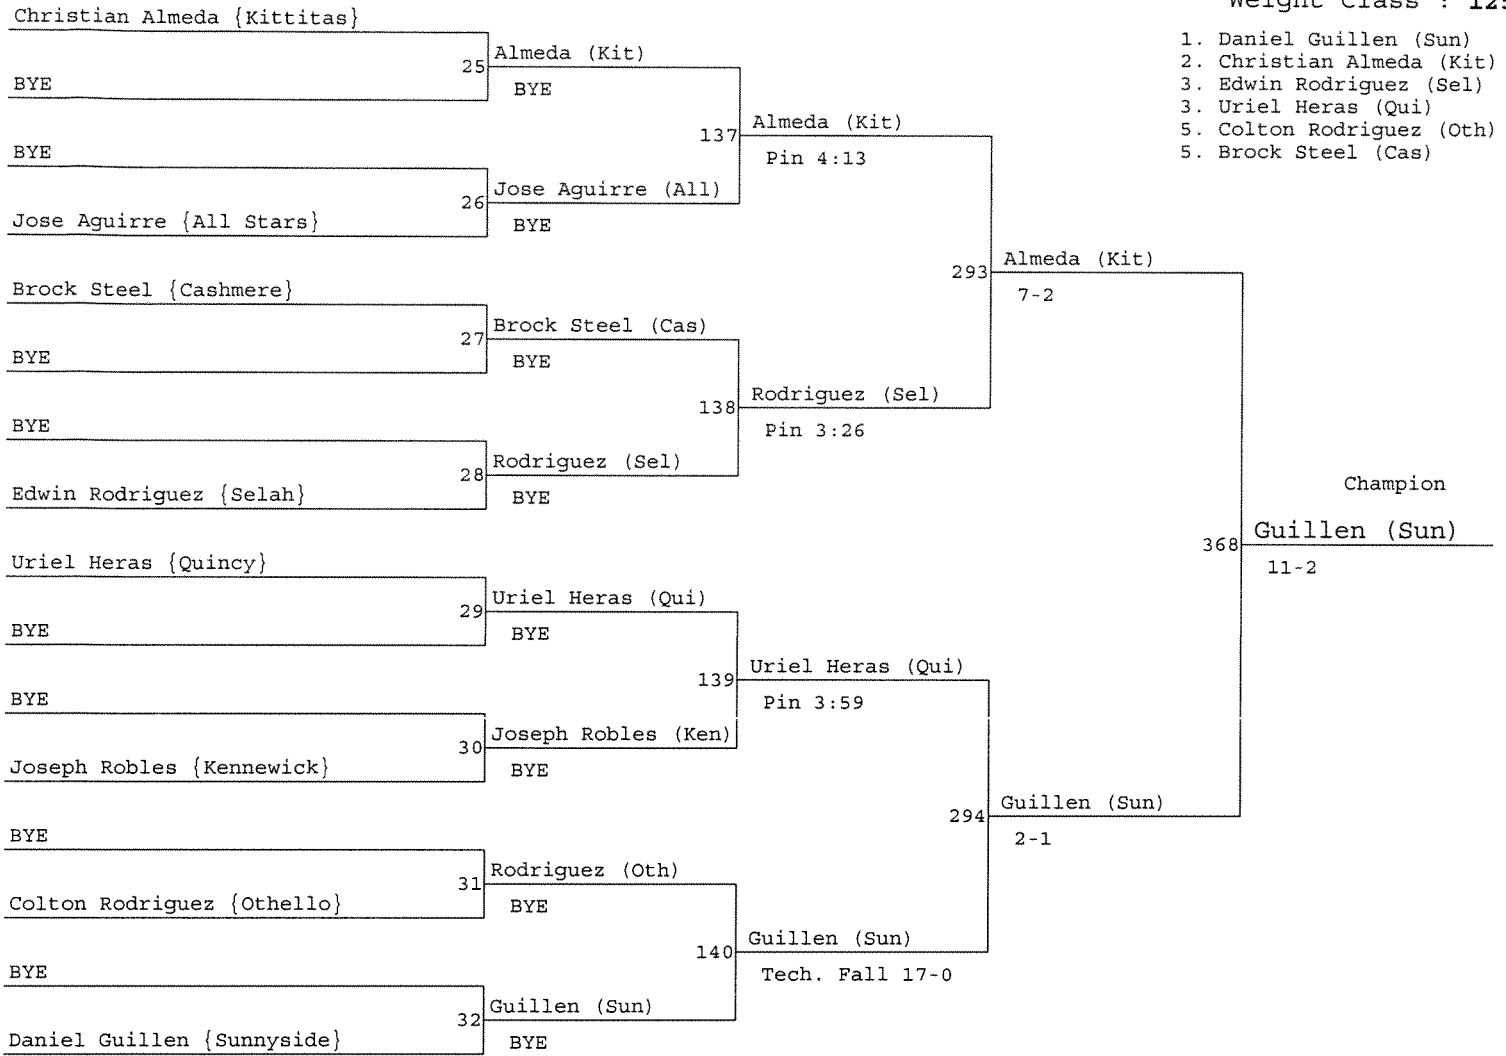 Weight Class :
1. Daniel Guillen (Sun)
2. Christian Almeda (Kit)
3. Edwin Rodriguez (Sel)
3. Uriel Heras (Qui)
5. Colton Rodriguez (Oth)
5. Brock Steel (Cas)
Christian Almeda {Kittitas}
25 Almeda (Kit)
BYE
BYE
137 Almeda (Kit)
Pin 4:13
BYE
26 Jose Aguirre (All)
BYE
Jose Aguirre {All Stars}
293 Almeda (Kit)
7-2
Brock Steel {Cashmere}
27 Brock Steel (Cas)
BYE
BYE
138 Rodriguez (Sel)
Pin 3:26
BYE
28 Rodriguez (Sel)
BYE
Edwin Rodriguez {Selah}
Champion
368 Guillen (Sun)
11-2
Uriel Heras {Quincy}
29 Uriel Heras (Qui)
BYE
BYE
139 Uriel Heras (Qui)
Pin 3:59
BYE
30 Joseph Robles (Ken)
BYE
Joseph Robles {Kennewick}
294 Guillen (Sun)
2-1
BYE
31 Rodriguez (Oth)
BYE
Colton Rodriguez {Othello}
140 Guillen (Sun)
Tech. Fall 17-0
BYE
32 Guillen (Sun)
BYE
Daniel Guillen {Sunnyside}